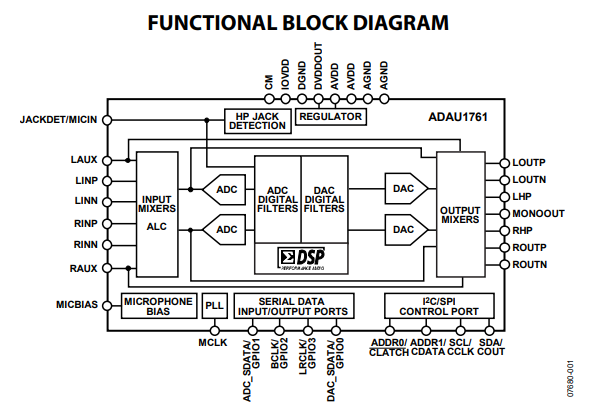 FUNCTIONAL BLOCK DIAGRAM
CM
IOVDD
DGND
DVDDOUT
AVDD
AVDD
AGND
AGND
JACKDET/MICIN
HP JACK
DETECTION
REGULATOR
ADAU1761
LAUX
LINP
LINN
RINP
RINN
RAUX
MICBIAS
INPUT
MIXERS
ALC
ADC
ADC
ADC
DIGITAL
FILTERS
DAC
DIGITAL
FILTERS
DSP
PERFORMANCE AUDIO
DAC
DAC
OUTPUT
MIXERS
LOUTP
LOUTN
LHP
MONOOUT
RHP
ROUTP
ROUTN
MICROPHONE
BIAS
PLL
SERIAL DATA
INPUT/OUTPUT PORTS
I2C/SPI
CONTROL PORT
MCLK
ADC_SDATA/
GPIO1
BCLK/
GPIO2
LRCLK/
GPIO3
DAC_SDATA/
GPIO0
ADDR0/
CLATCH
ADDR1/
CDATA
SCL/
CCLK
SDA/
COUT
07680-001